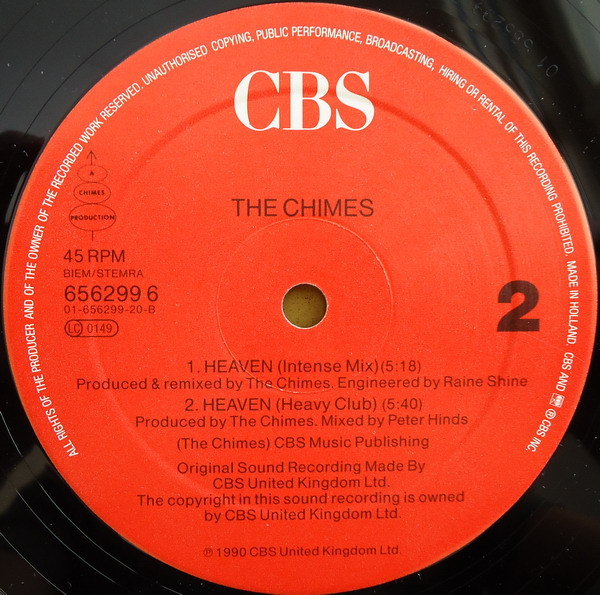 ALL RIGHTS OF THE PRODUCER AND OF THE OWNER OF THE RECORDED WORK RESERVED. UNAUTHORISED COPYING, PUBLIC PERFORMANCE, BROADCASTING, HIRING OR RENTAL OF THIS RECORDING PROHIBITED. MADE IN HOLLAND. CBS AND ℗ CBS INC.
CBS
A
CHIMES
PRODUCTION
THE CHIMES
45 RPM
BIEM/STEMRA
656299 6
01-656299-20-B
LC 0149
2
1. HEAVEN (Intense Mix)(5:18)
Produced & remixed by The Chimes. Engineered by Raine Shine
2. HEAVEN (Heavy Club) (5:40)
Produced by The Chimes. Mixed by Peter Hinds
(The Chimes) CBS Music Publishing
Original Sound Recording Made By
CBS United Kingdom Ltd.
The copyright in this sound recording is owned
by CBS United Kingdom Ltd.
℗ 1990 CBS United Kingdom Ltd.